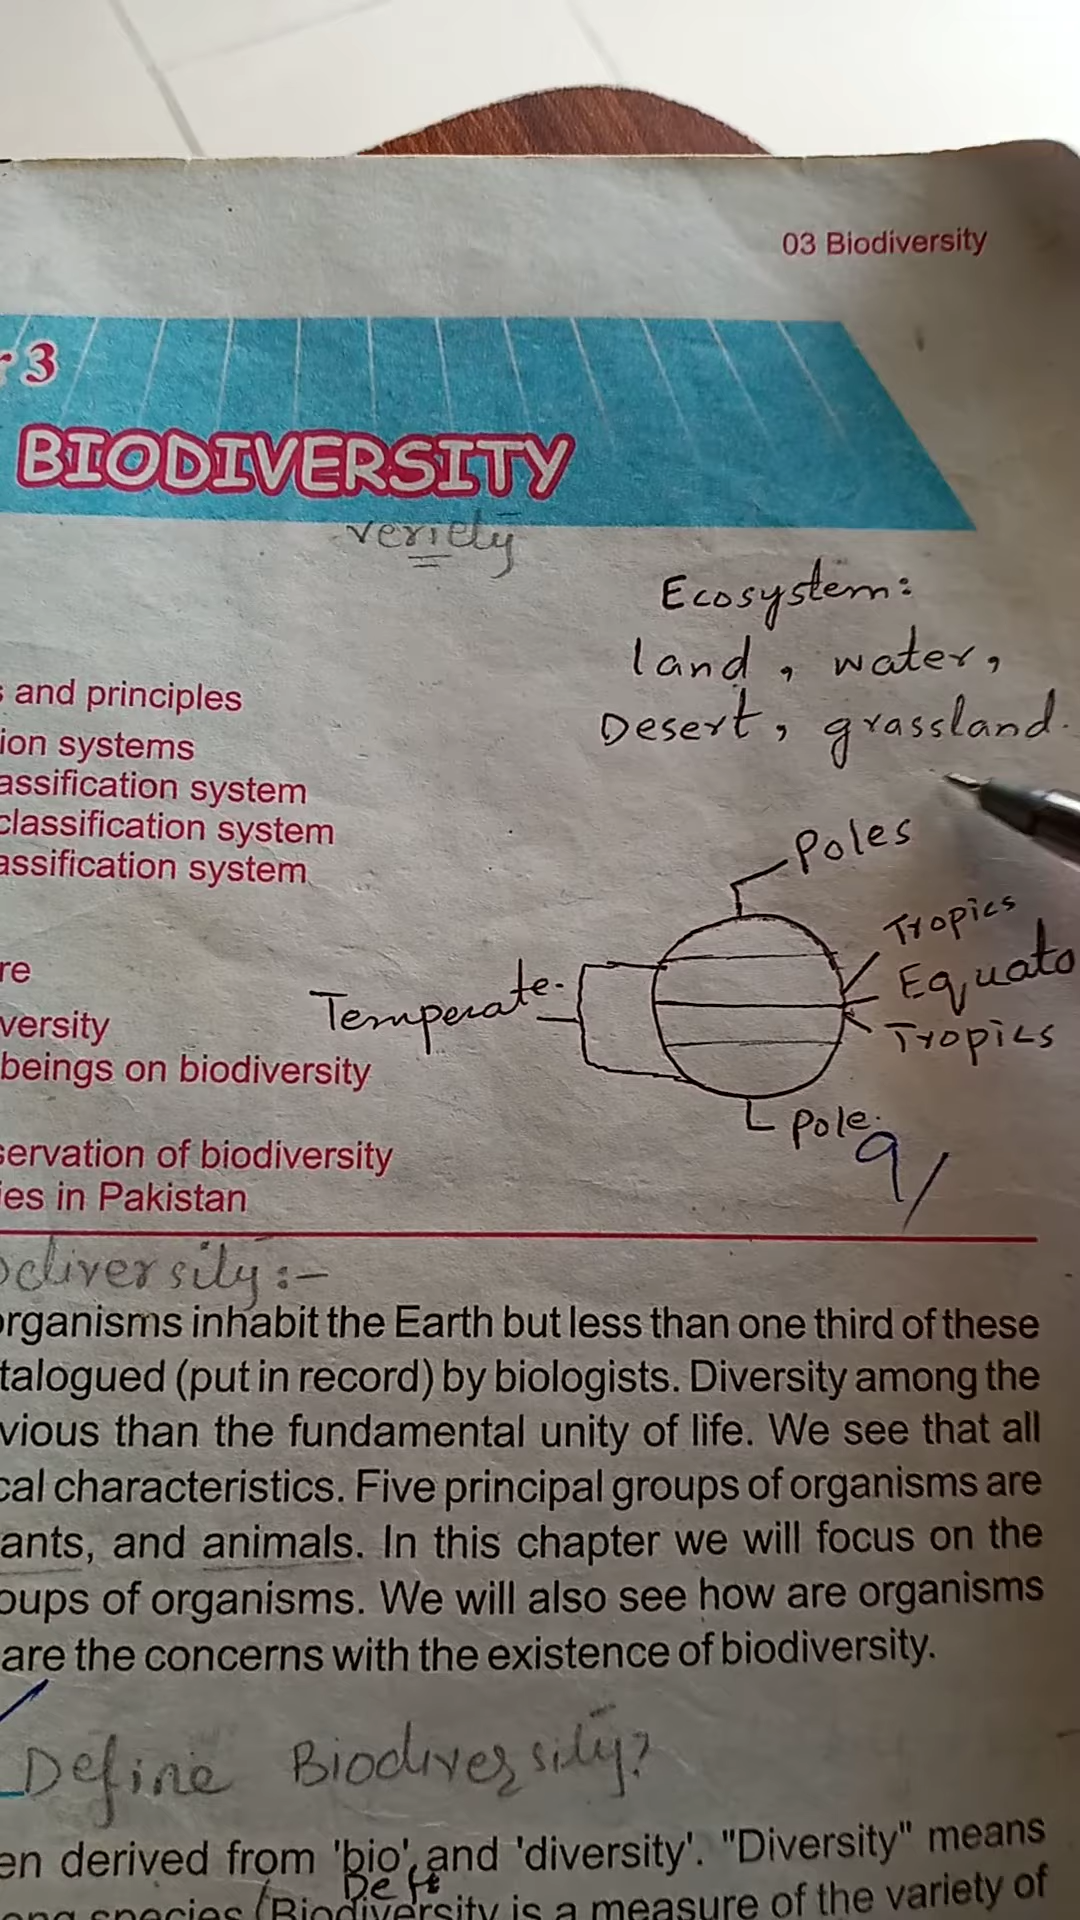 03 Biodiversity
r 3
BIODIVERSITY
veriety
Ecosystem:
land, water,
Desert, grassland.
s and principles
ion systems
assification system
classification system
assification system
Poles
Tropics
Equato
Temperate.
Tropics
re
versity
beings on biodiversity
Pole.
9/
servation of biodiversity
ies in Pakistan
odiversity:-
organisms inhabit the Earth but less than one third of these
talogued (put in record) by biologists. Diversity among the
vious than the fundamental unity of life. We see that all
cal characteristics. Five principal groups of organisms are
ants, and animals. In this chapter we will focus on the
oups of organisms. We will also see how are organisms
are the concerns with the existence of biodiversity.
Define Biodiversity?
en derived from 'bio' and 'diversity'. "Diversity" means
ong species (Biodiversity is a measure of the variety of